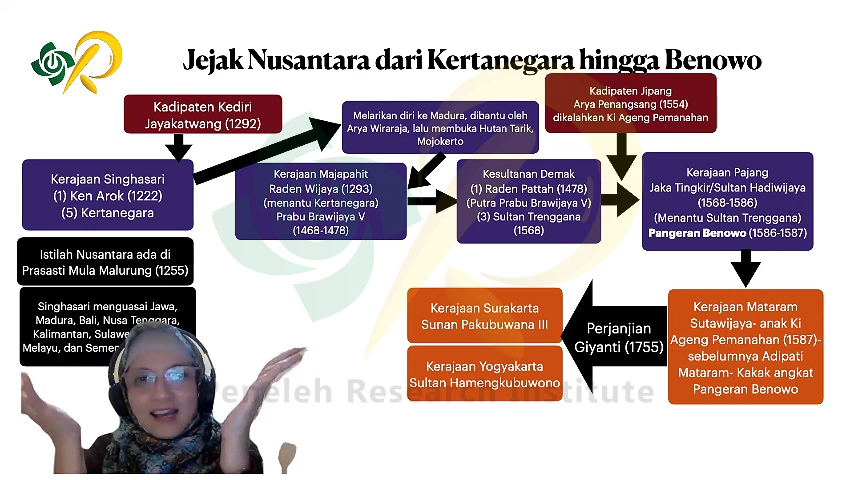 Jejak Nusantara dari Kertanegara hingga Benowo
Kadipaten Kediri
Jayakatwang (1292)
Melarikan diri ke Madura, dibantu oleh
Arya Wiraraja, lalu membuka Hutan Tarik,
Mojokerto
Kadipaten Jipang
Arya Penangsang (1554)
dikalahkan Ki Ageng Pemanahan
Kerajaan Singhasari
(1) Ken Arok (1222)
(5) Kertanegara
Kerajaan Majapahit
Raden Wijaya (1293)
(menantu Kertanegara)
Prabu Brawijaya V
(1468-1478)
Kesultanan Demak
(1) Raden Pattah (1478)
(Putra Prabu Brawijaya V)
(3) Sultan Trenggana
(1568)
Kerajaan Pajang
Jaka Tingkir/Sultan Hadiwijaya
(1568-1586)
(Menantu Sultan Trenggana)
Pangeran Benowo (1586-1587)
Istilah Nusantara ada di
Prasasti Mula Malurung (1255)
Singhasari menguasai Jawa,
Madura, Bali, Nusa Tenggara,
Kalimantan,
Melayu, dan
Kerajaan Surakarta
Sunan Pakubuwana III
Kerajaan Yogyakarta
Sultan Hamengkubuwono
Perjanjian
Giyanti (1755)
Kerajaan Mataram
Sutawijaya- anak Ki
Ageng Pemanahan (1587)-
sebelumnya Adipati
Mataram- Kakak angkat
Pangeran Benowo
Peneleh Research Institute